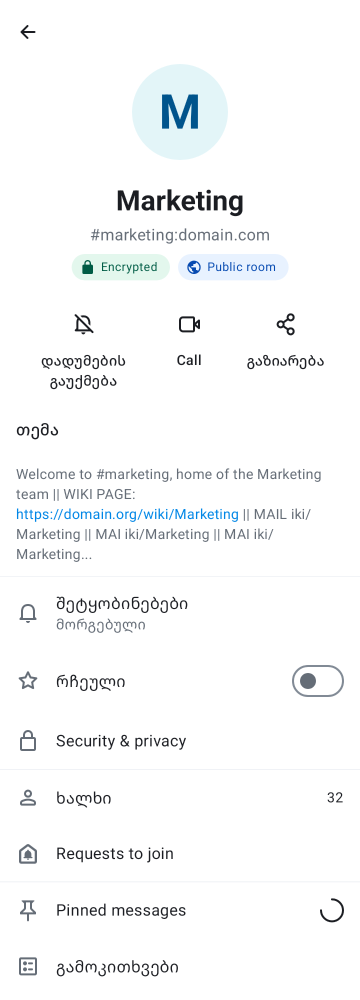 M
Marketing
#marketing:domain.com
Encrypted
Public room
დადუმების
გაუქმება
Call
გაზიარება
თემა
Welcome to #marketing, home of the Marketing
team || WIKI PAGE:
https://domain.org/wiki/Marketing || MAIL iki/
Marketing || MAI iki/Marketing || MAI iki/
Marketing...
შეტყობინებები
მორგებული
რჩეული
Security & privacy
ხალხი 32
Requests to join
Pinned messages
გამოკითხვები